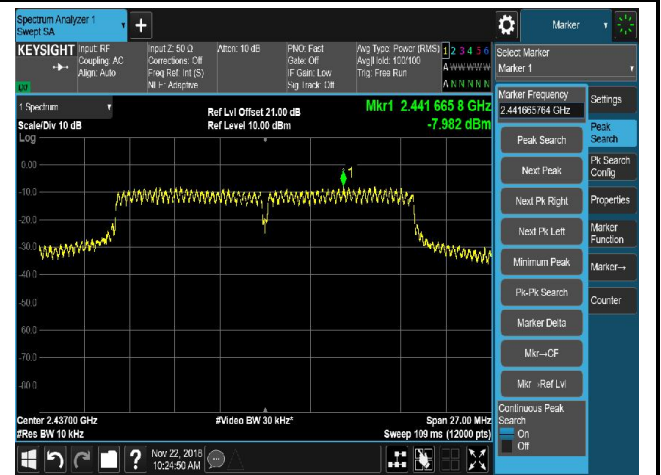 Spectrum Analyzer 1
Swept SA
+
Marker
KEYSIGHT
Input: RF
Coupling: AC
Align: Auto
Input Z: 50 Ω
Corrections: Off
Freq Ref: Int (S)
NFE: Adaptive
Atten: 10 dB
PNO: Fast
Gate: Off
IF Gain: Low
Sig Track: Off
Avg Type: Power (RMS)
Avg|Hold: 100/100
Trig: Free Run
1 2 3 4 5 6
A W W W W W
A N N N N N
Select Marker
Marker 1
1 Spectrum
Scale/Div 10 dB
Log
Ref Lvl Offset 21.00 dB
Ref Level 10.00 dBm
Mkr1 2.441 665 8 GHz
-7.982 dBm
Marker Frequency
2.441665764 GHz
Settings
Peak Search
Peak
Search
Next Peak
Pk Search
Config
Next Pk Right
Properties
Next Pk Left
Marker
Function
Minimum Peak
Marker→
Pk-Pk Search
Counter
Marker Delta
Mkr→CF
Mkr→Ref Lvl
Continuous Peak
Search
On
Off
1
0.00
-10.0
-20.0
-30.0
-40.0
-50.0
-60.0
-70.0
-80.0
Center 2.43700 GHz
#Res BW 10 kHz
#Video BW 30 kHz*
Span 27.00 MHz
Sweep 109 ms (12000 pts)
?
Nov 22, 2018
10:24:50 AM